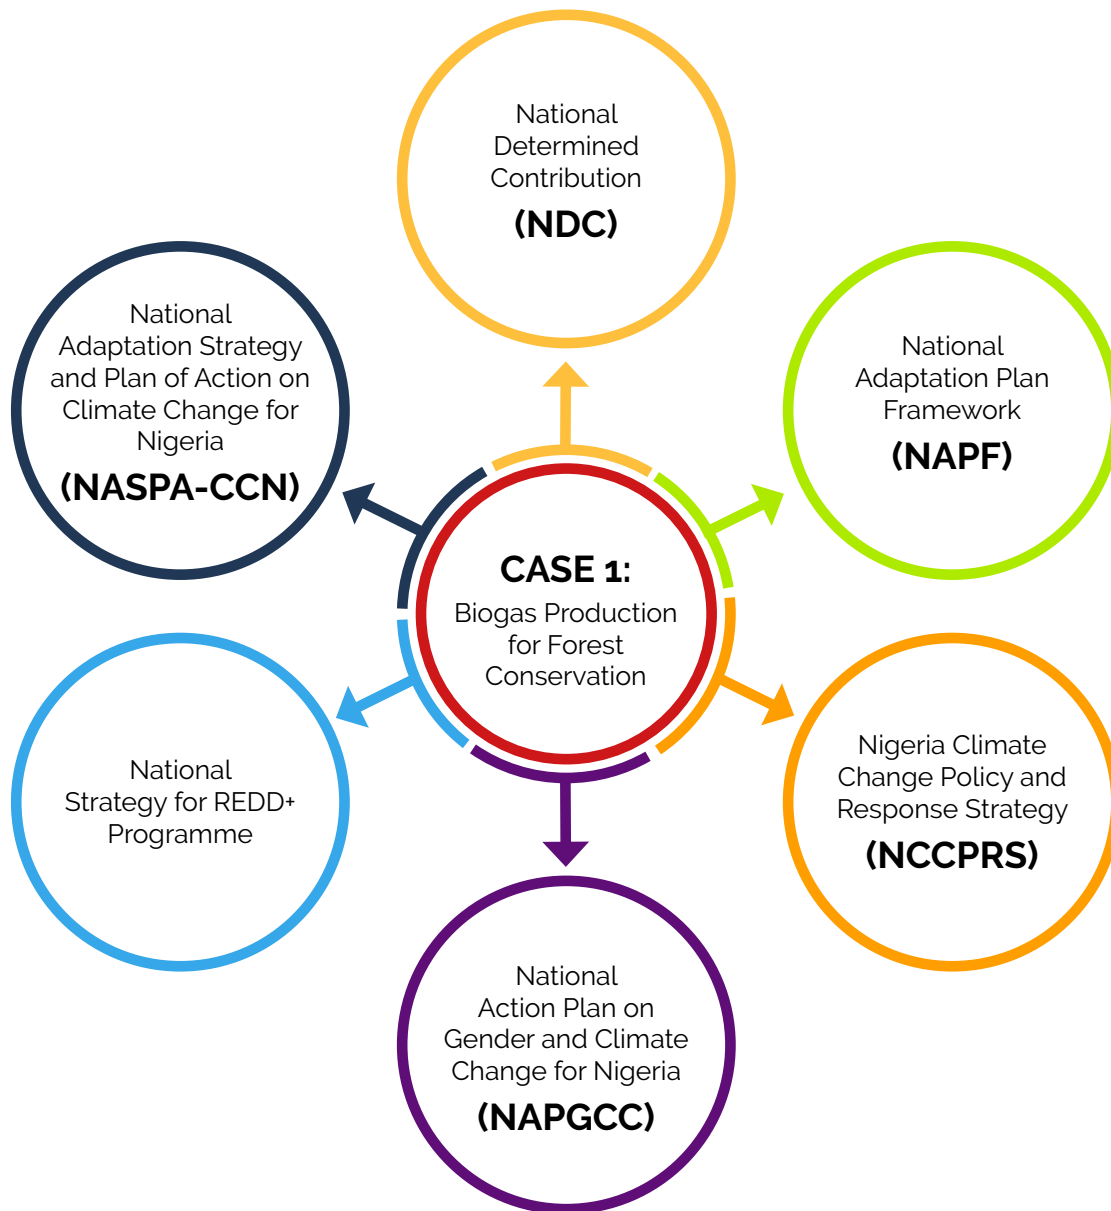 National
Determined
Contribution
(NDC)
National
Adaptation Strategy
and Plan of Action on
Climate Change for
Nigeria
(NASPA-CCN)
National
Adaptation Plan
Framework
(NAPF)
CASE 1:
Biogas Production
for Forest
Conservation
National
Strategy for REDD+
Programme
Nigeria Climate
Change Policy and
Response Strategy
(NCCPRS)
National
Action Plan on
Gender and Climate
Change for Nigeria
(NAPGCC)